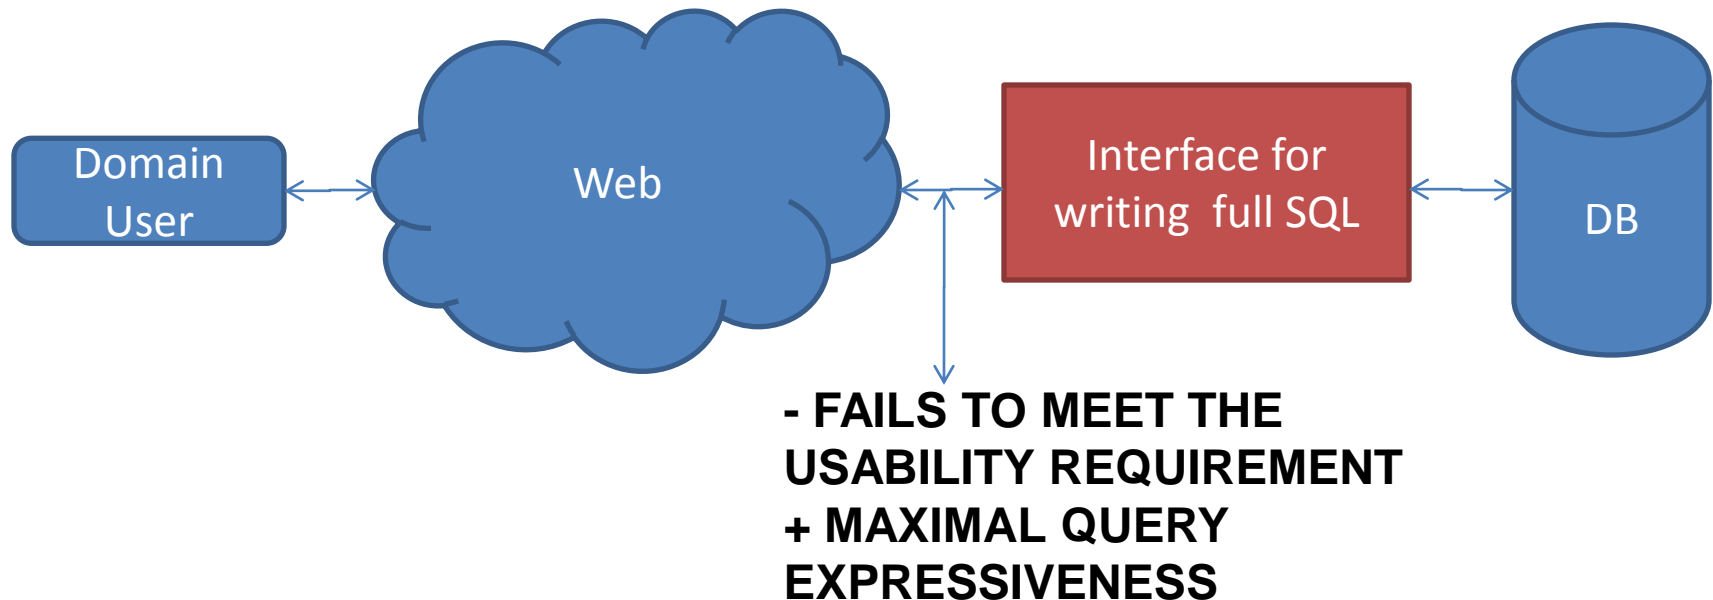 Domain
User
Web
Interface for
writing  full SQL
DB
- FAILS TO MEET THE
USABILITY REQUIREMENT
+ MAXIMAL QUERY
EXPRESSIVENESS